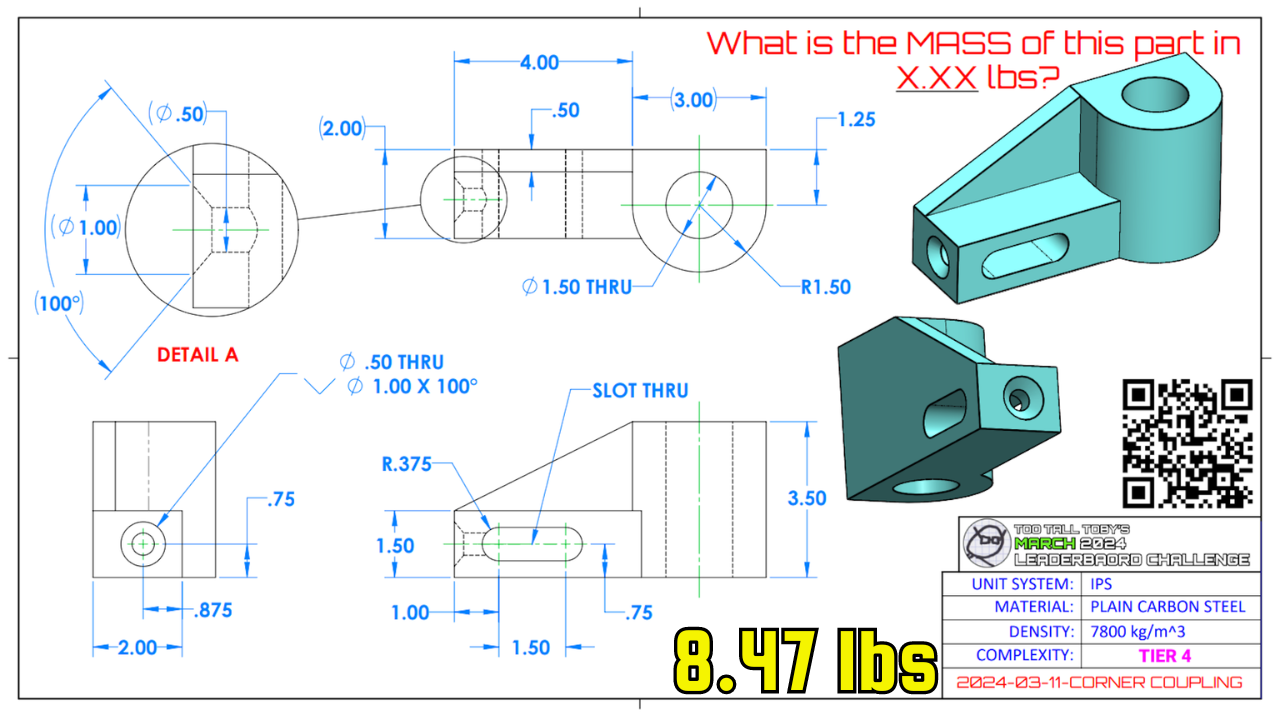 What is the MASS of this part in
X.XX lbs?
4.00
(3.00)
.50
1.25
(2.00)
(Ø.50)
(Ø1.00)
(100°)
Ø1.50 THRU
R1.50
DETAIL A
Ø .50 THRU
Ø 1.00 X 100°
SLOT THRU
R.375
.75
3.50
1.50
.875
1.00
.75
2.00
1.50
8.47 lbs
TOO TALL TOBY'S
MARCH 2024
LEADERBAORD CHALLENGE
UNIT SYSTEM: IPS
MATERIAL: PLAIN CARBON STEEL
DENSITY: 7800 kg/m^3
COMPLEXITY: TIER 4
2024-03-11-CORNER COUPLING